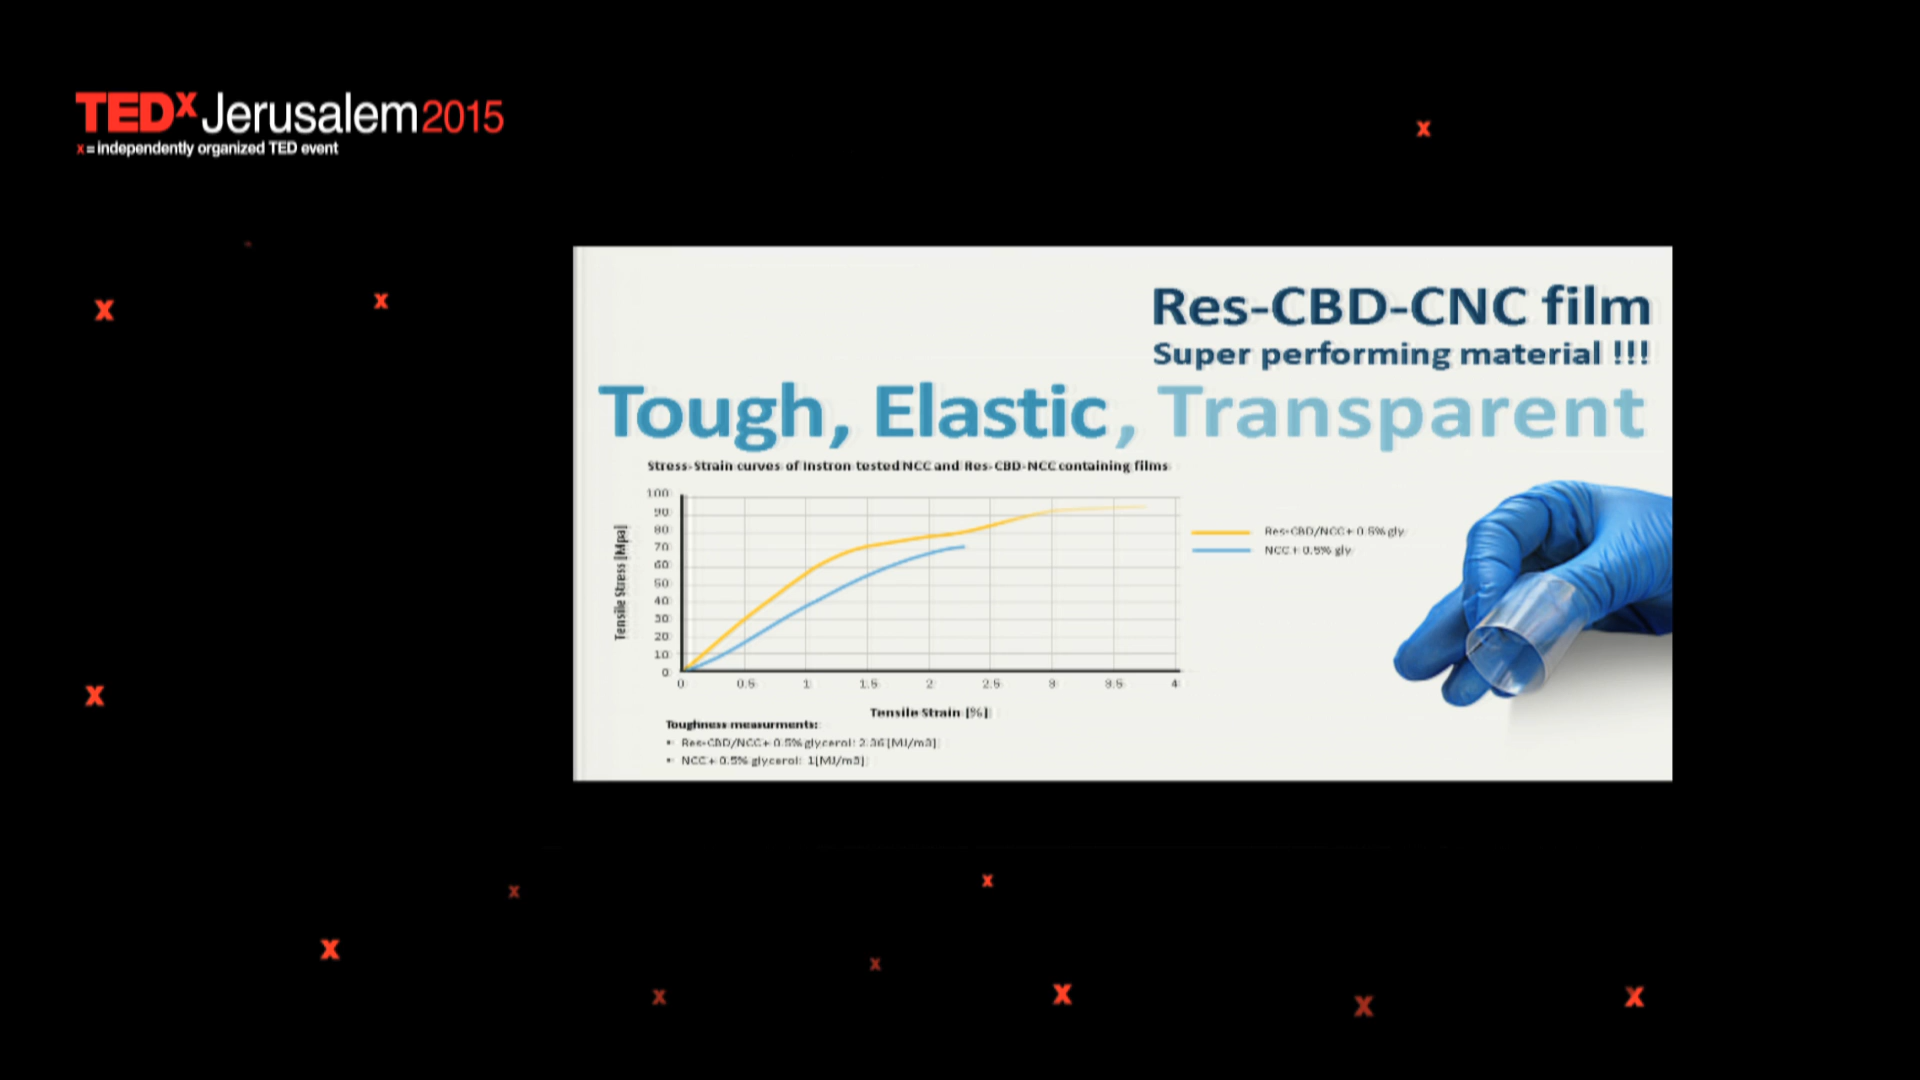 TEDxJerusalem2015
x=independently organized TED event
Res-CBD-CNC film
Super performing material !!!
Tough, Elastic, Transparent
Stress-Strain curves of Instron tested NCC and Res-CBD-NCC containing films
100
90
80
70
60
50
40
30
20
10
0
Tensile Stress [Mpa]
0 0.5 1 1.5 2 2.5 3 3.5 4
Tensile Strain [%]
Res-CBD/NCC+ 0.5% gly
NCC+ 0.5% gly
Toughness measurments:
• Res-CBD/NCC+ 0.5% glycerol: 2.36 [MJ/m3]
• NCC+ 0.5% glycerol: 1[MJ/m3]